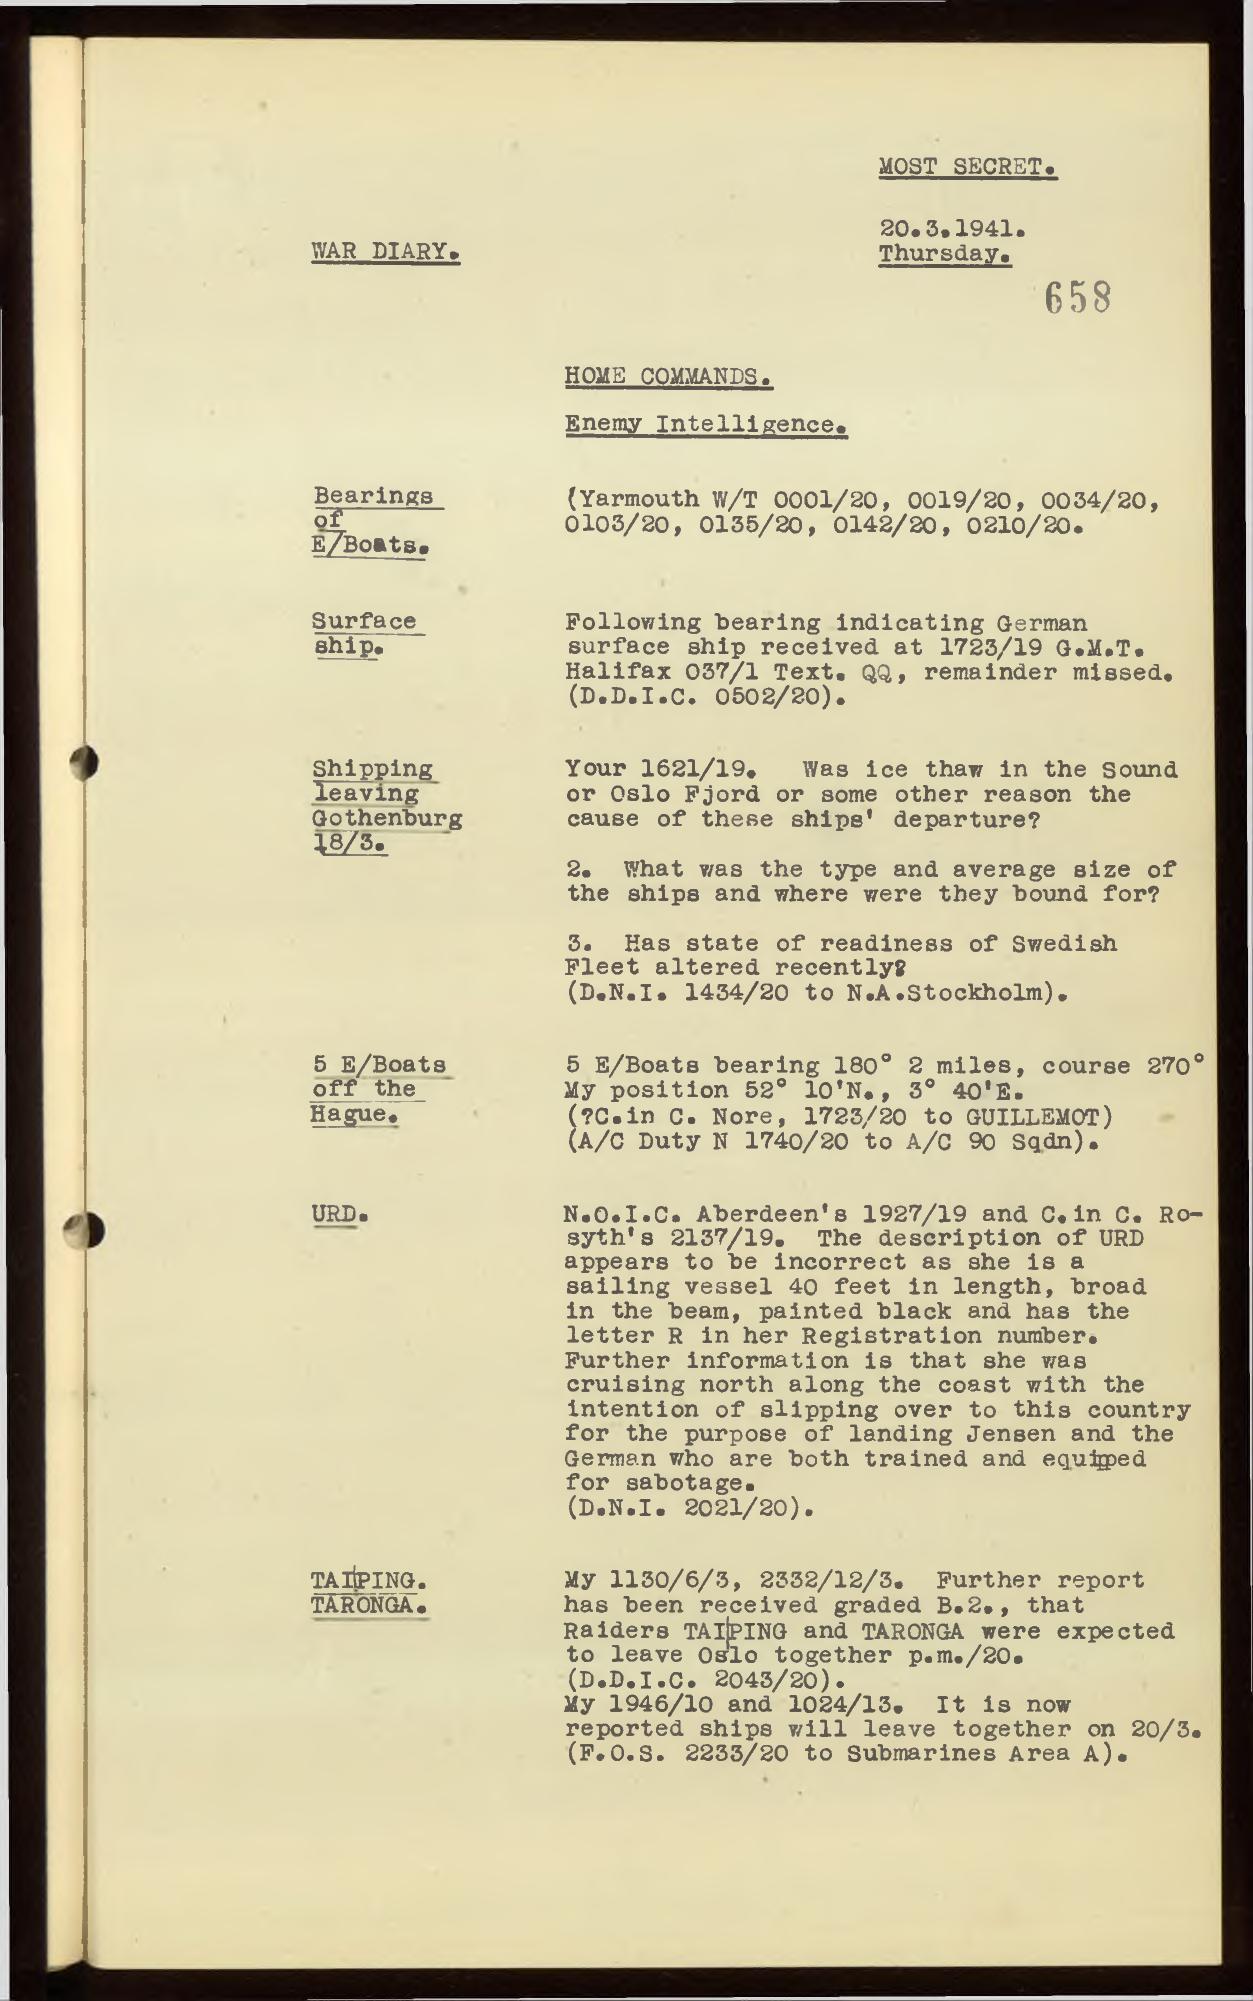 MOST SECRET.
20.3.1941.
WAR DIARY.
Thursday.
658
HOME COMMANDS.
Enemy Intelligence.
Bearings
of
E/Boats.
(Yarmouth W/T 0001/20, 0019/20, 0034/20,
0103/20, 0135/20, 0142/20, 0210/20.
Surface
ship.
Following bearing indicating German
surface ship received at 1723/19 G.M.T.
Halifax 037/1 Text. QQ, remainder missed.
(D.D.I.C. 0502/20).
Shipping
leaving
Gothenburg
18/3.
Your 1621/19. Was ice thaw in the Sound
or Oslo Fjord or some other reason the
cause of these ships' departure?
2. What was the type and average size of
the ships and where were they bound for?
3. Has state of readiness of Swedish
Fleet altered recently?
(D.N.I. 1434/20 to N.A.Stockholm).
5 E/Boats
off the
Hague.
5 E/Boats bearing 180° 2 miles, course 270°
My position 52° 10'N., 3° 40'E.
(?C.in C. Nore, 1723/20 to GUILLEMOT)
(A/C Duty N 1740/20 to A/C 90 Sqdn).
URD.
N.O.I.C. Aberdeen's 1927/19 and C.in C. Ro-
syth's 2137/19. The description of URD
appears to be incorrect as she is a
sailing vessel 40 feet in length, broad
in the beam, painted black and has the
letter R in her Registration number.
Further information is that she was
cruising north along the coast with the
intention of slipping over to this country
for the purpose of landing Jensen and the
German who are both trained and equipped
for sabotage.
(D.N.I. 2021/20).
TAI PING.
TARONGA.
My 1130/6/3, 2332/12/3. Further report
has been received graded B.2., that
Raiders TAI PING and TARONGA were expected
to leave Oslo together p.m./20.
(D.D.I.C. 2043/20).
My 1946/10 and 1024/13. It is now
reported ships will leave together on 20/3.
(F.O.S. 2233/20 to Submarines Area A).